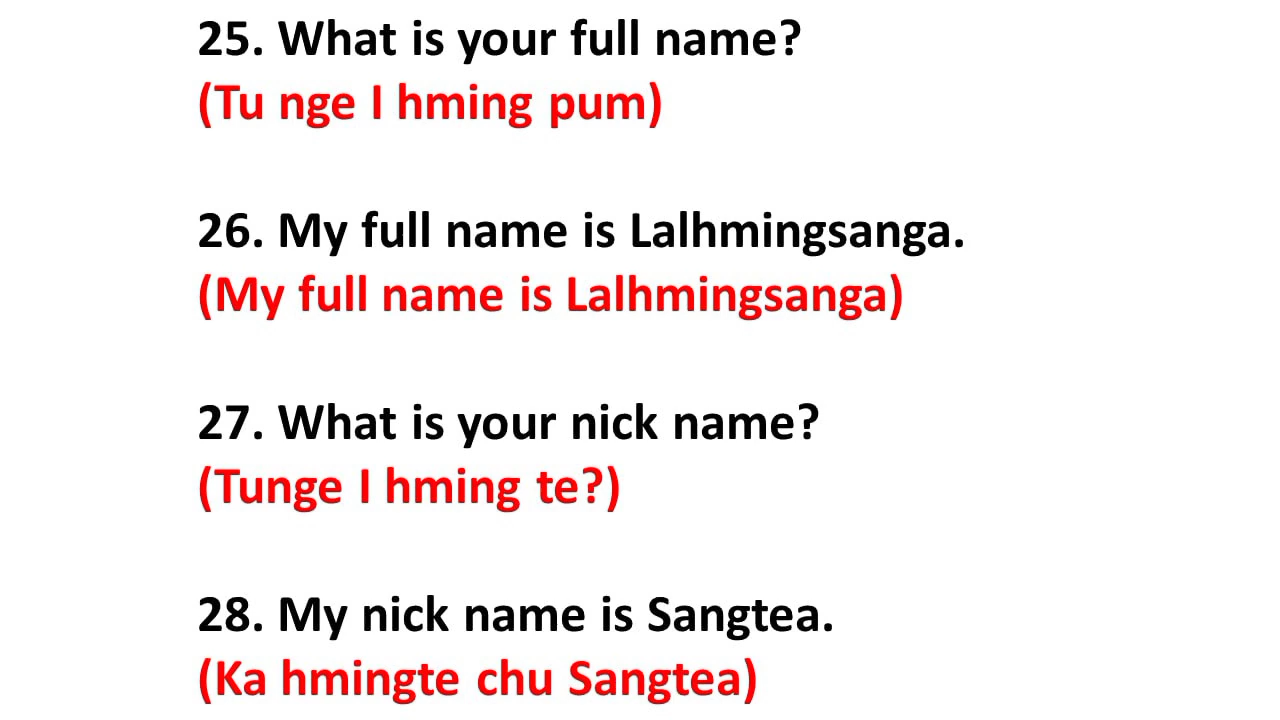 25. What is your full name?
(Tu nge I hming pum)
26. My full name is Lalhmingsanga.
(My full name is Lalhmingsanga)
27. What is your nick name?
(Tunge I hming te?)
28. My nick name is Sangtea.
(Ka hmingte chu Sangtea)